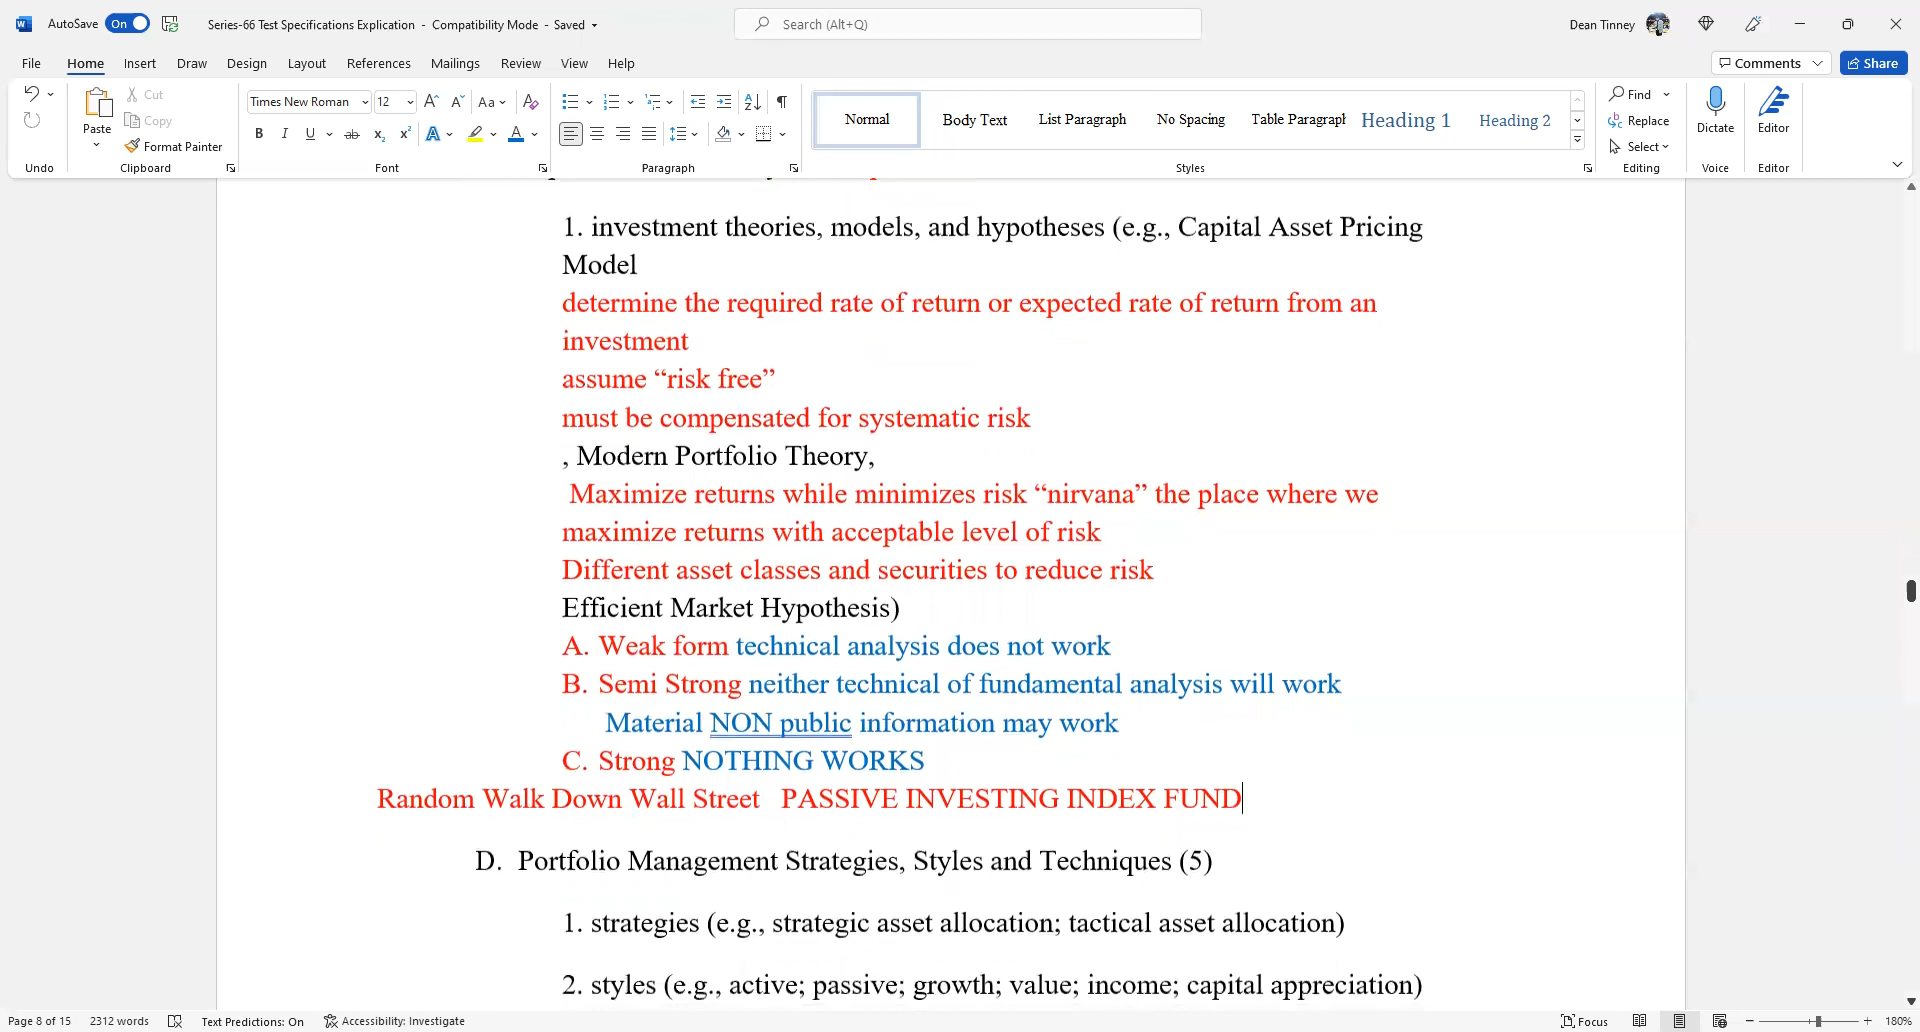 AutoSave On Series-66 Test Specifications Explication - Compatibility Mode - Saved Search (Alt+Q) Dean Tinney
File Home Insert Draw Design Layout References Mailings Review View Help Comments Share
Times New Roman 12 Aa
Cut
Copy
Format Painter
Paste
B I U ab x₂ x² A A
Normal Body Text List Paragraph No Spacing Table Paragraph Heading 1 Heading 2
Find
Replace
Select
Dictate Editor
Undo Clipboard Font Paragraph Styles Editing Voice Editor
1. investment theories, models, and hypotheses (e.g., Capital Asset Pricing
Model
determine the required rate of return or expected rate of return from an
investment
assume “risk free”
must be compensated for systematic risk
, Modern Portfolio Theory,
Maximize returns while minimizes risk “nirvana” the place where we
maximize returns with acceptable level of risk
Different asset classes and securities to reduce risk
Efficient Market Hypothesis)
A. Weak form technical analysis does not work
B. Semi Strong neither technical of fundamental analysis will work
Material NON public information may work
C. Strong NOTHING WORKS
Random Walk Down Wall Street PASSIVE INVESTING INDEX FUND
D. Portfolio Management Strategies, Styles and Techniques (5)
1. strategies (e.g., strategic asset allocation; tactical asset allocation)
2. styles (e.g., active; passive; growth; value; income; capital appreciation)
Page 8 of 15 2312 words Text Predictions: On Accessibility: Investigate Focus 180%